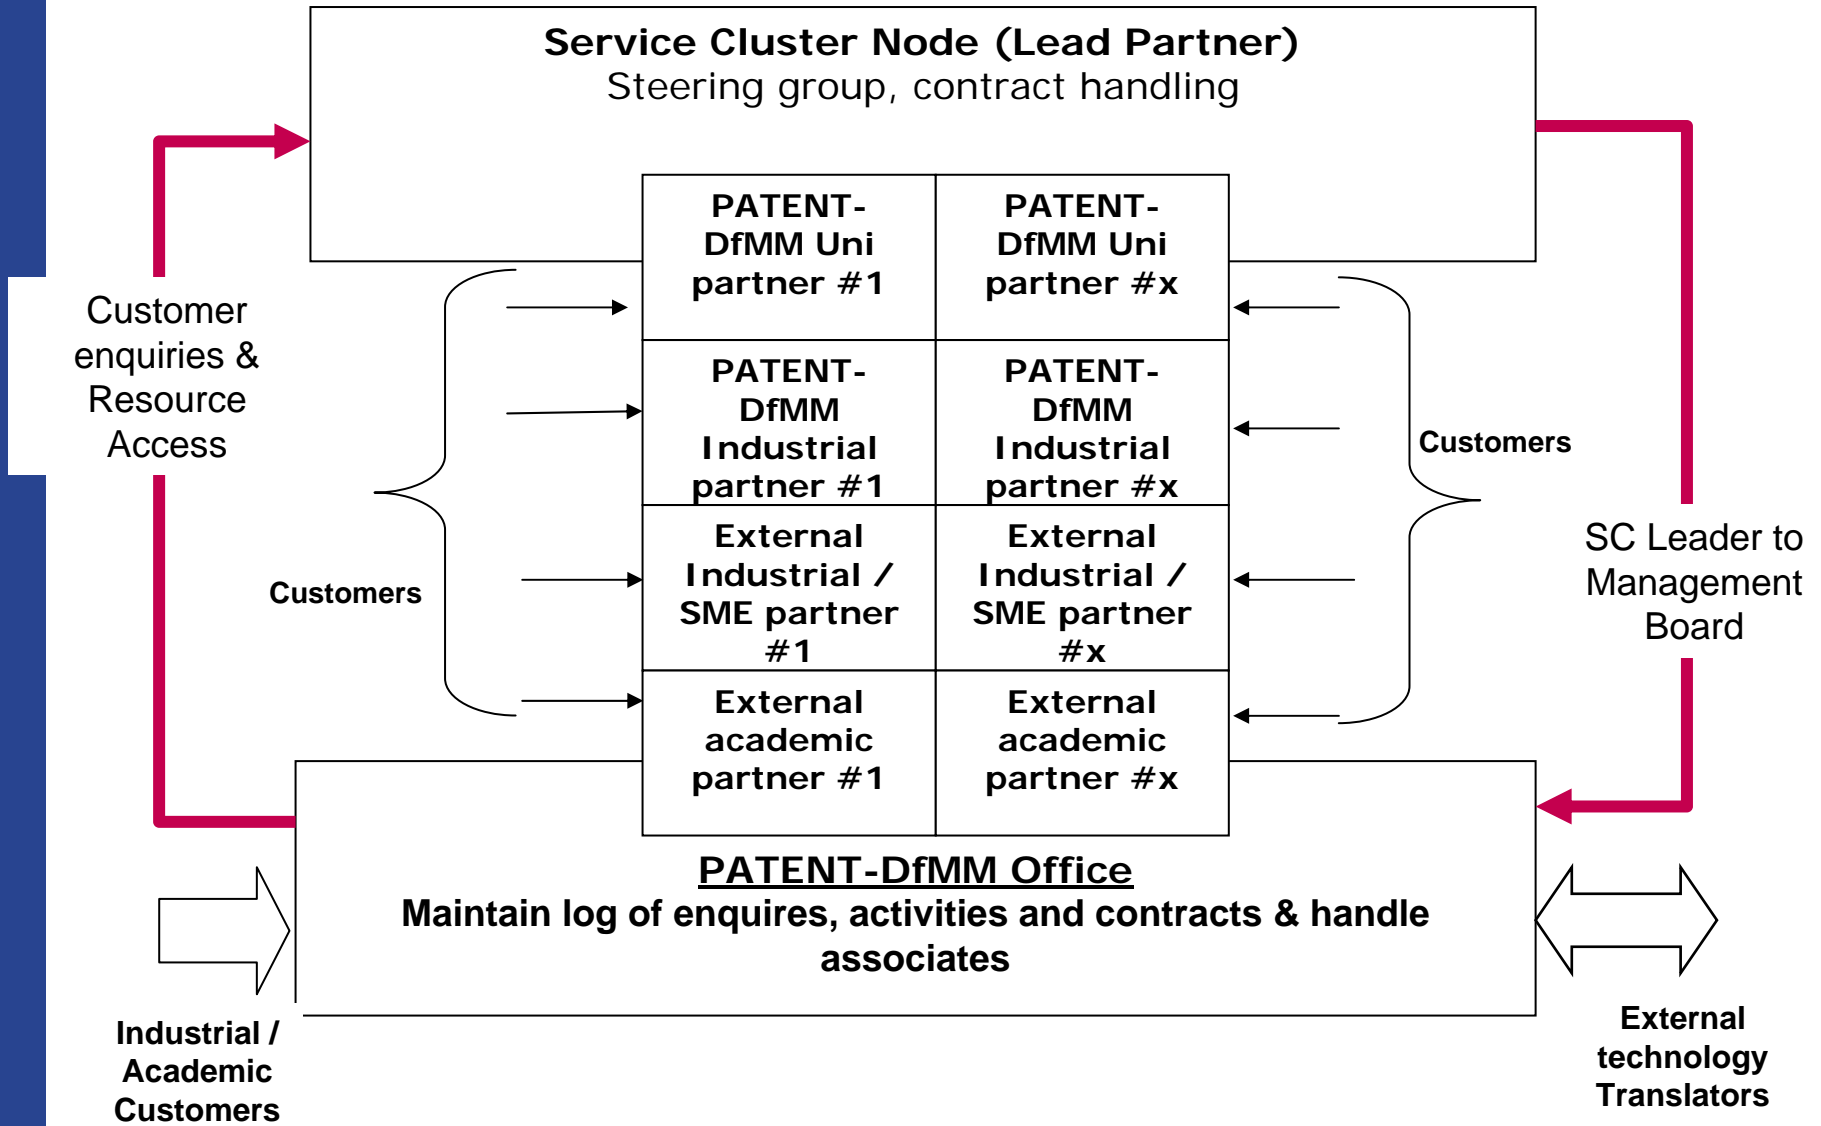 Service Cluster Node (Lead Partner)
Steering group, contract handling
PATENT-
DfMM Uni
partner #1
PATENT-
DfMM Uni
partner #x
Customer
enquiries &
Resource
Access
PATENT-
DfMM
Industrial
partner #1
PATENT-
DfMM
Industrial
partner #x
Customers
External
Industrial /
SME partner
#1
External
Industrial /
SME partner
#x
Customers
SC Leader to
Management
Board
External
academic
partner #1
External
academic
partner #x
PATENT-DfMM Office
Maintain log of enquires, activities and contracts & handle
associates
Industrial /
Academic
Customers
External
technology
Translators